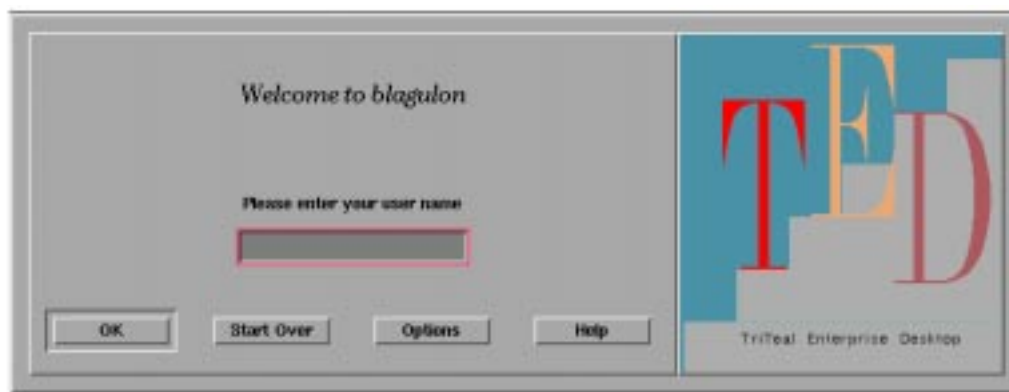 Welcome to blagulon
Please enter your user name
OK
Start Over
Options
Help
TED
TriTeal Enterprise Desktop